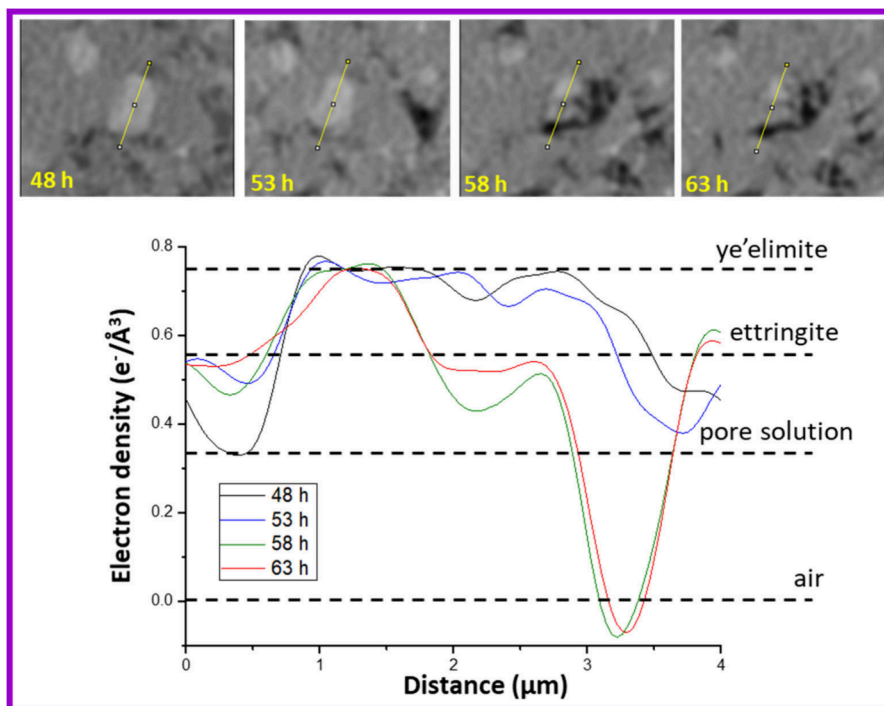 48 h
53 h
58 h
63 h
0.8
0.6
0.4
0.2
0.0
Electron density (e⁻/Å³)
ye'elimite
ettringite
pore solution
air
48 h
53 h
58 h
63 h
0
1
2
3
4
Distance (µm)